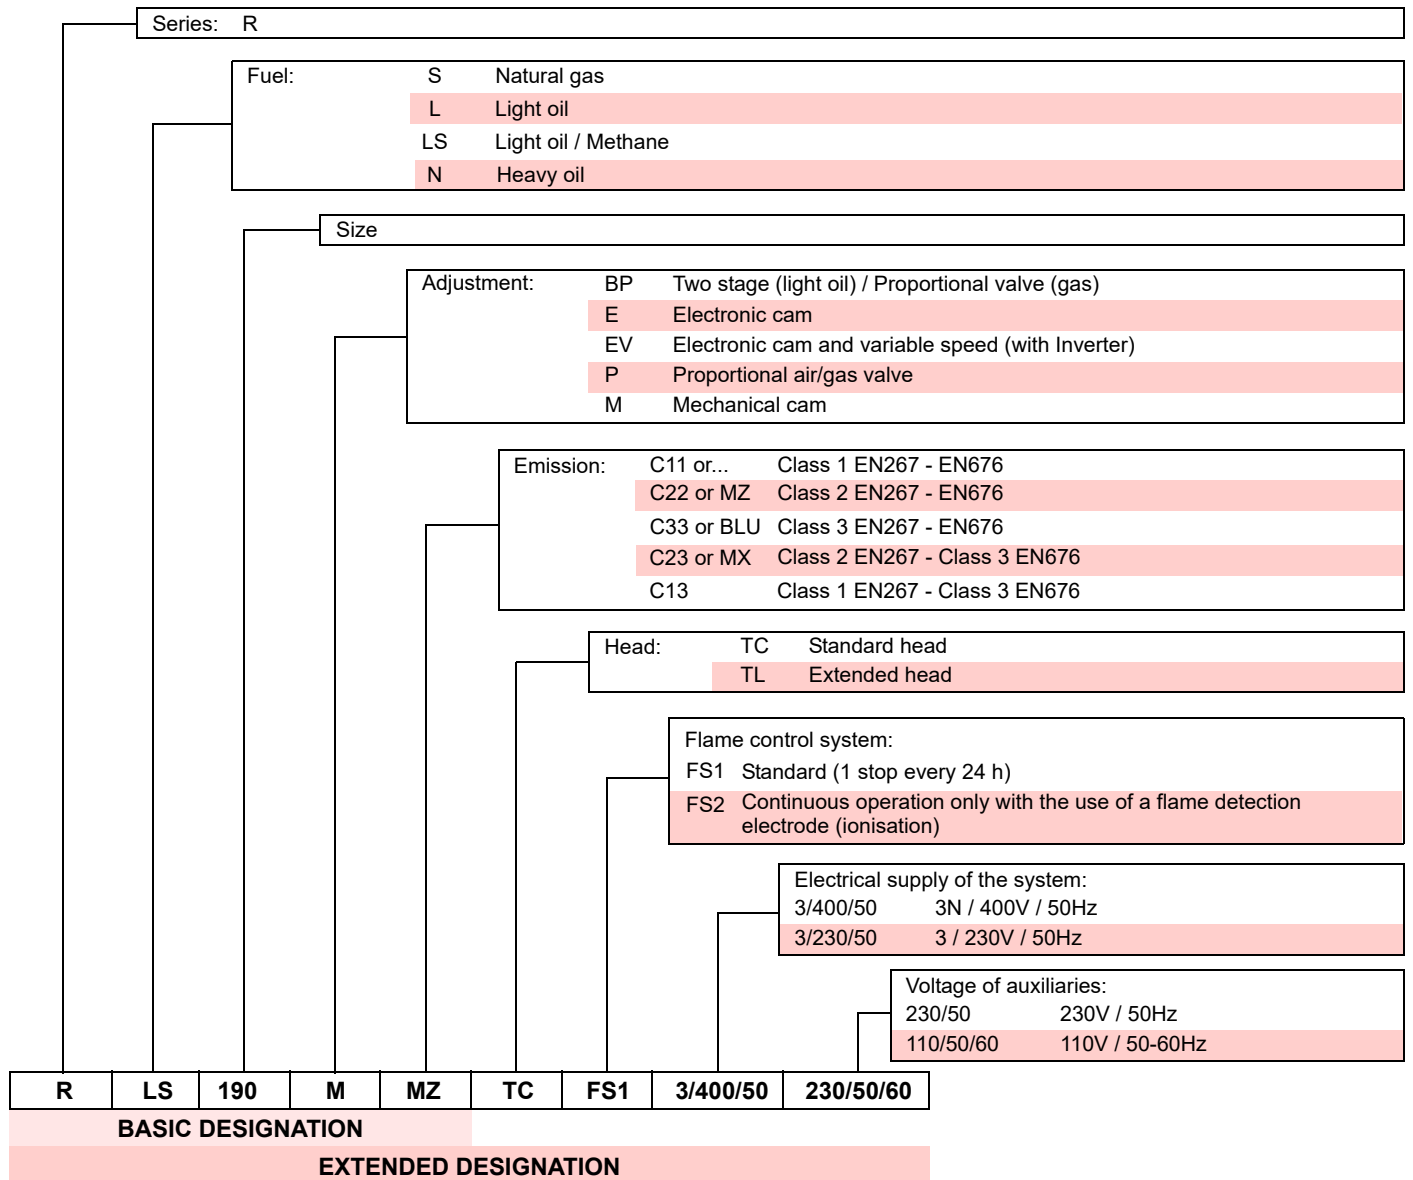 Series: R
Fuel: S Natural gas
L Light oil
LS Light oil / Methane
N Heavy oil
Size
Adjustment: BP Two stage (light oil) / Proportional valve (gas)
E Electronic cam
EV Electronic cam and variable speed (with Inverter)
P Proportional air/gas valve
M Mechanical cam
Emission: C11 or... Class 1 EN267 - EN676
C22 or MZ Class 2 EN267 - EN676
C33 or BLU Class 3 EN267 - EN676
C23 or MX Class 2 EN267 - Class 3 EN676
C13 Class 1 EN267 - Class 3 EN676
Head: TC Standard head
TL Extended head
Flame control system:
FS1 Standard (1 stop every 24 h)
FS2 Continuous operation only with the use of a flame detection
electrode (ionisation)
Electrical supply of the system:
3/400/50 3N / 400V / 50Hz
3/230/50 3 / 230V / 50Hz
Voltage of auxiliaries:
230/50 230V / 50Hz
110/50/60 110V / 50-60Hz
R LS 190 M MZ TC FS1 3/400/50 230/50/60
BASIC DESIGNATION
EXTENDED DESIGNATION